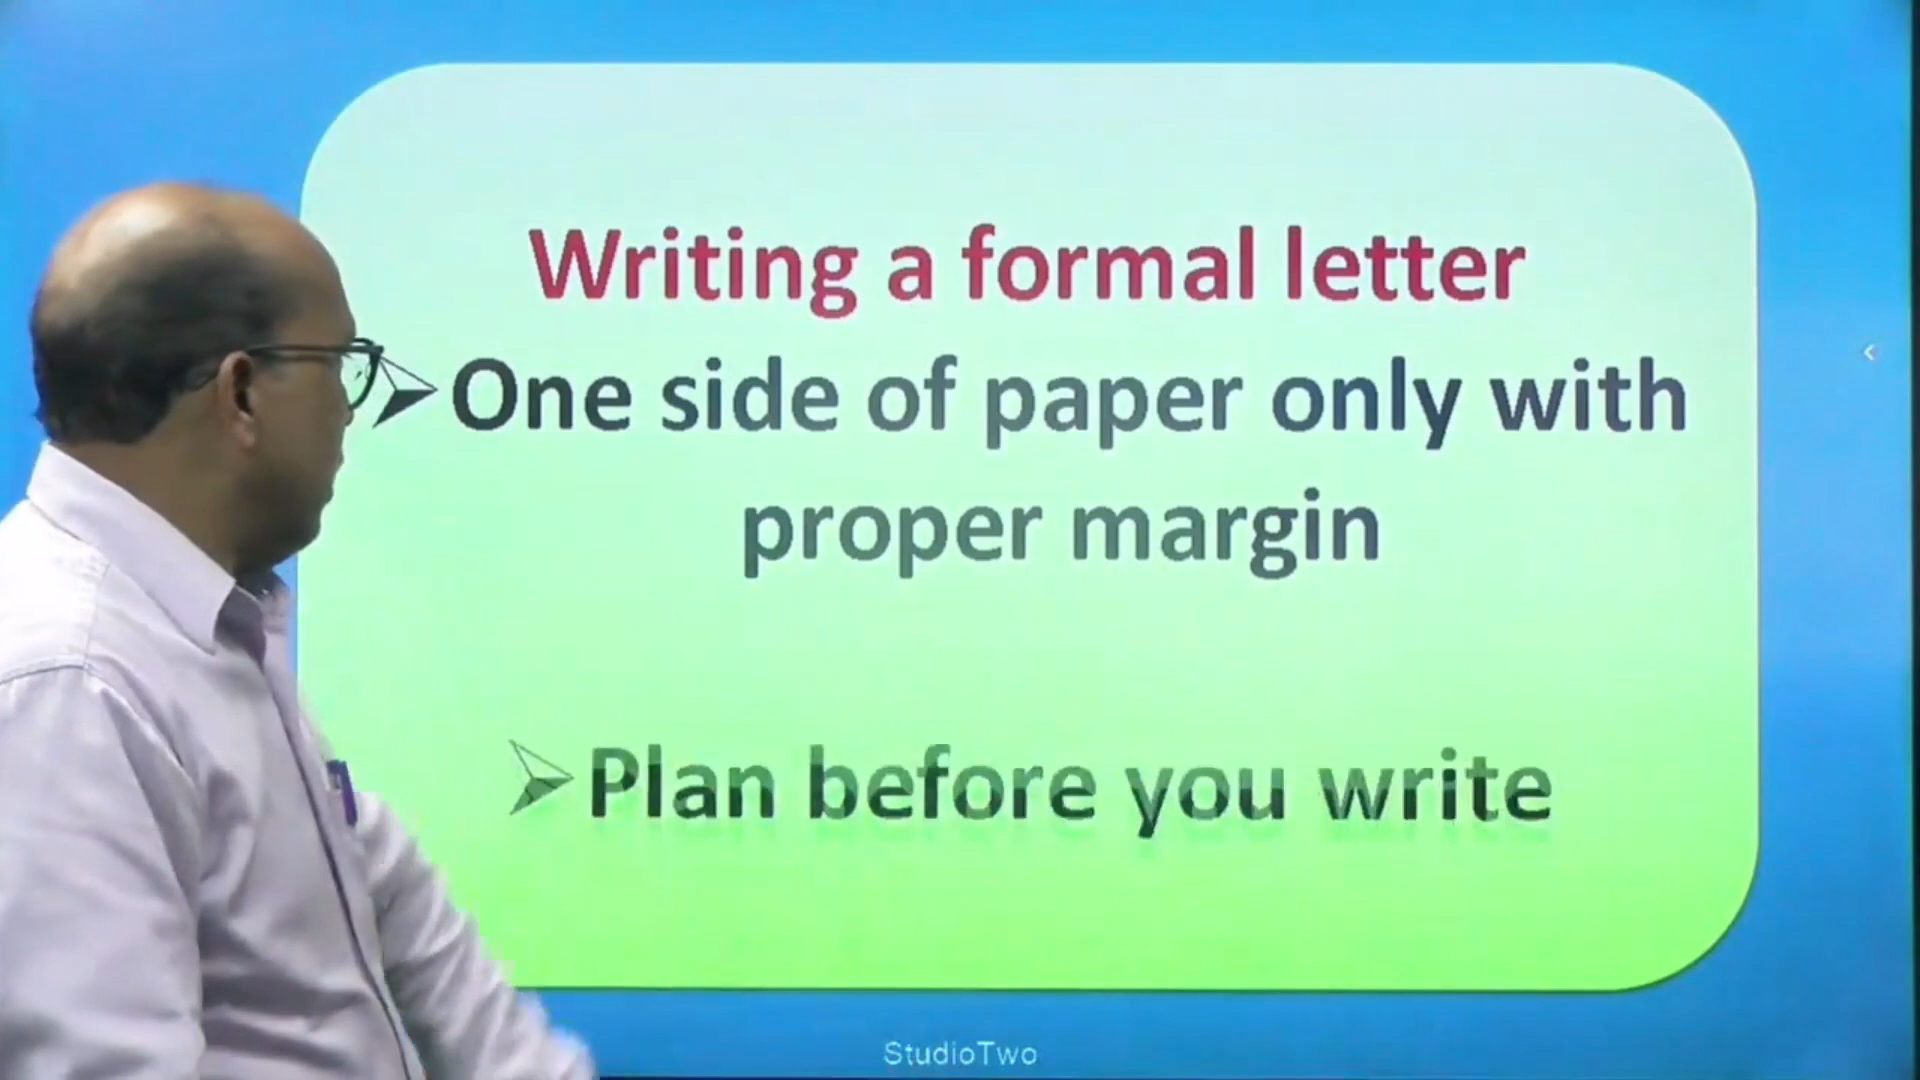 Writing a formal letter
One side of paper only with
proper margin
Plan before you write
StudioTwo